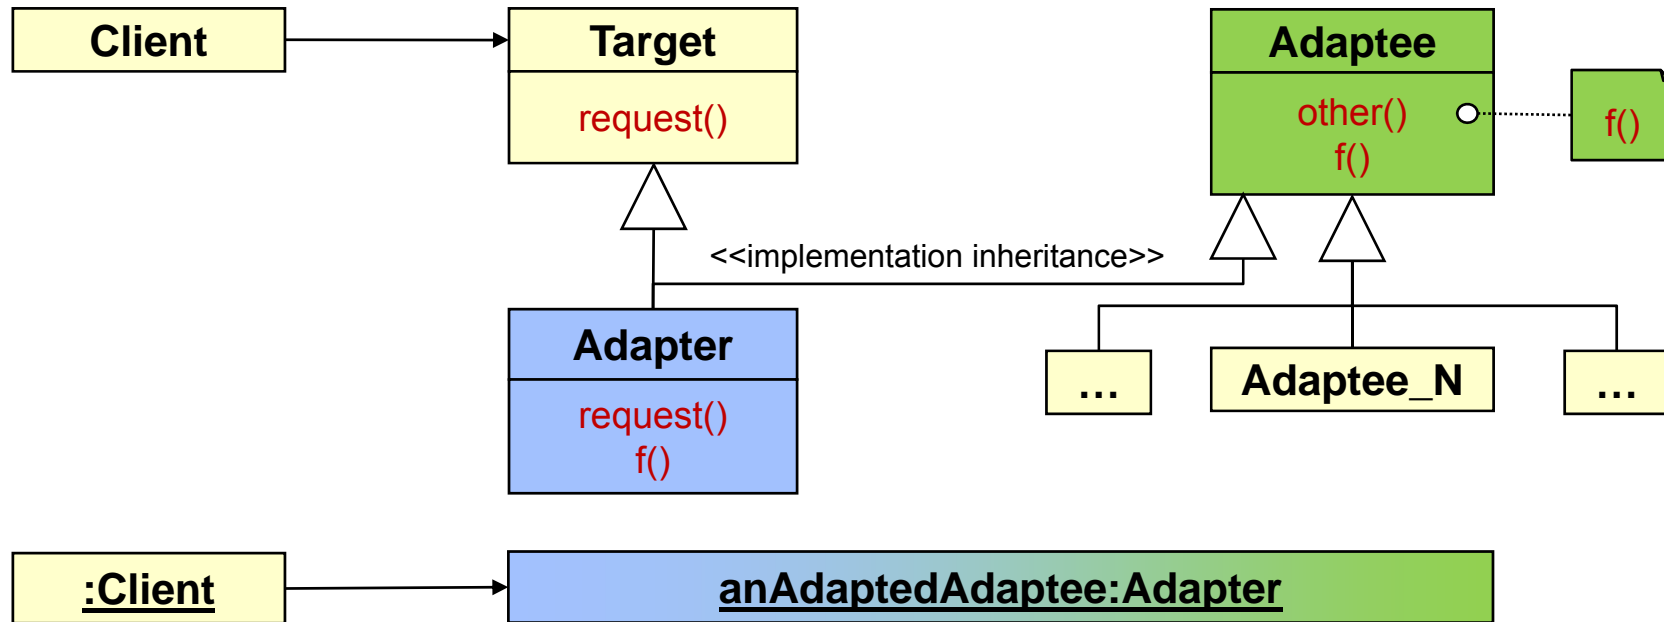 Client
Target
request()
Adaptee
other()
f()
f()
<<implementation inheritance>>
Adapter
request()
f()
...
Adaptee_N
...
:Client
anAdaptedAdaptee:Adapter